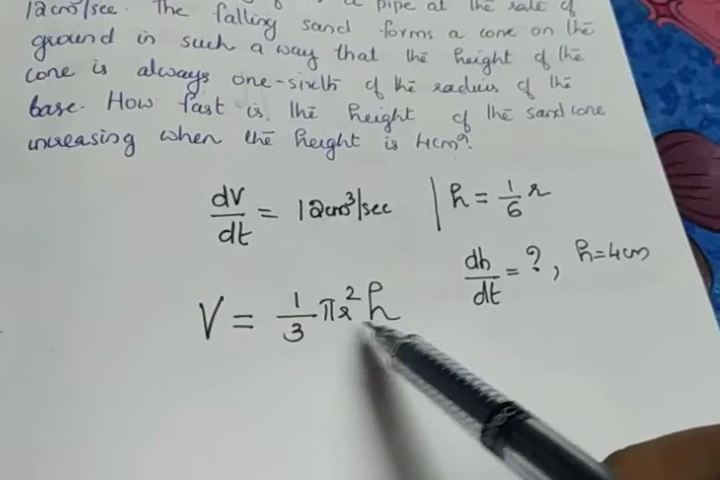 12cm³/sec. The falling sand forms a cone on the
ground in such a way that the height of the
cone is always one-sixth of the radius of the
base. How fast is the height of the sand cone
increasing when the height is 4cm?
dV/dt = 12cm³/sec | h = 1/6 r
dh/dt = ?, h=4cm
V = 1/3 πr²h